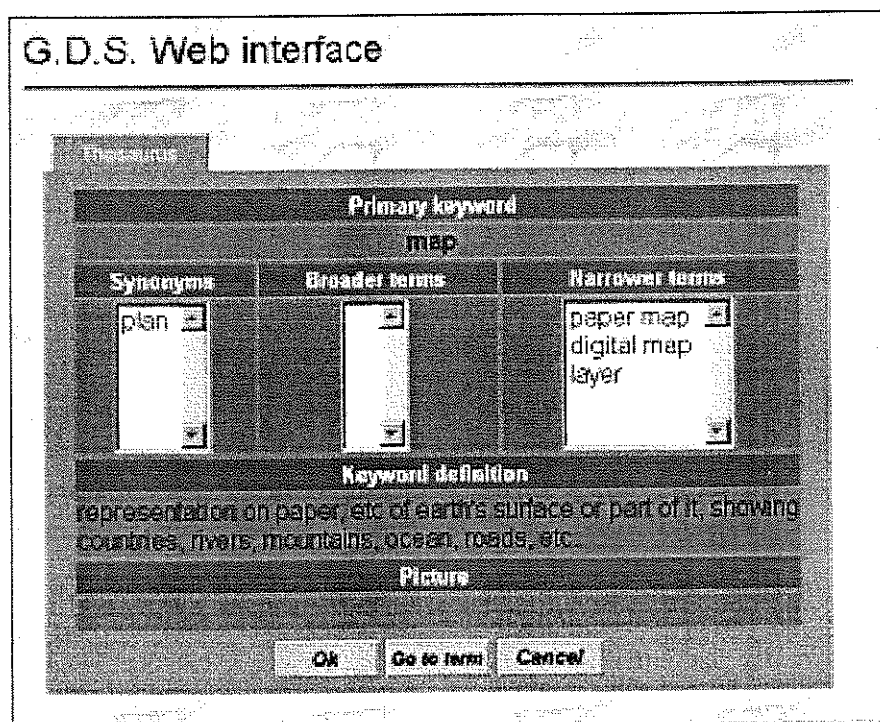 G.D.S. Web interface
Thesaurus
Primary keyword
map
Synonyms Broader terms Narrower terms
plan paper map
digital map
layer
Keyword definition
representation on paper, etc of earth's surface or part of it, showing
countries, rivers, mountains, ocean, roads, etc.
Picture
Ok Go to term Cancel